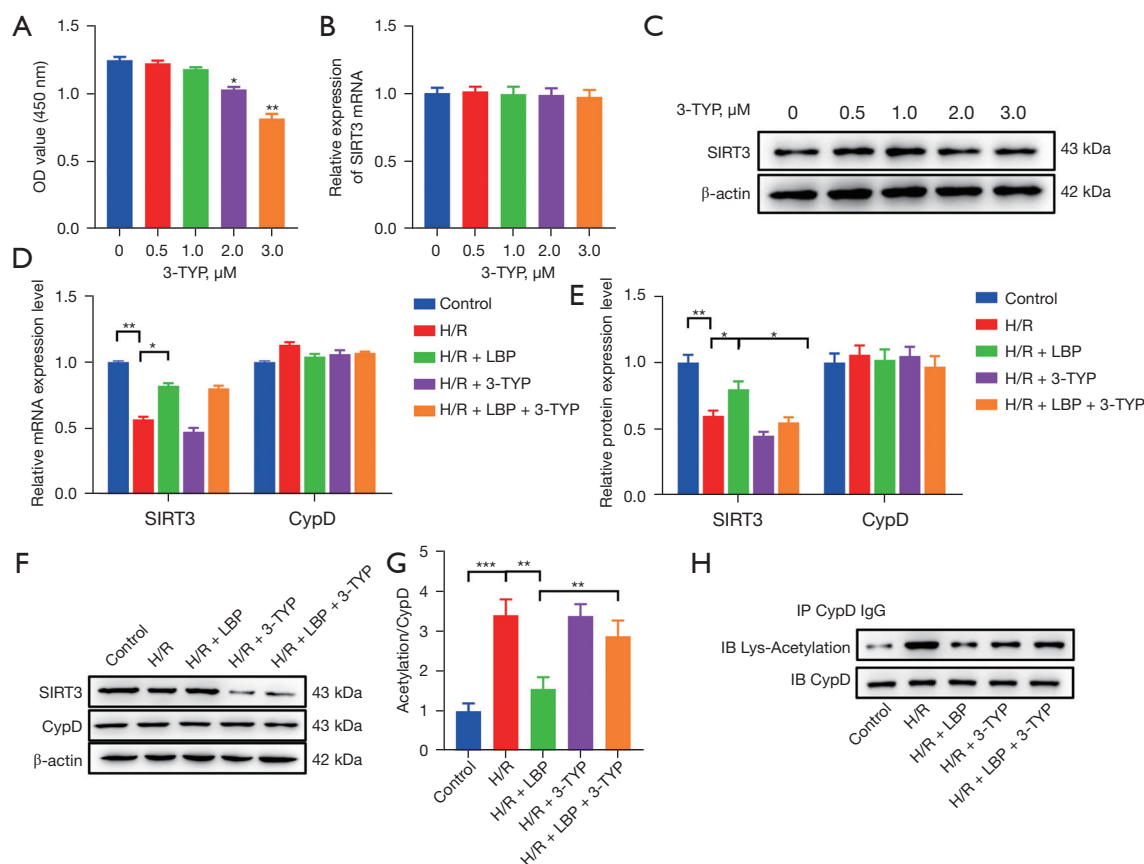 A
OD value (450 nm)
1.5
1.0
0.5
0.0
*
**
0 0.5 1.0 2.0 3.0
3-TYP, μM
B
Relative expression
of SIRT3 mRNA
1.5
1.0
0.5
0.0
0 0.5 1.0 2.0 3.0
3-TYP, μM
C
3-TYP, μM 0 0.5 1.0 2.0 3.0
SIRT3 43 kDa
β-actin 42 kDa
D
Relative mRNA expression level
1.5
1.0
0.5
0.0
**
*
SIRT3 CypD
Control
H/R
H/R + LBP
H/R + 3-TYP
H/R + LBP + 3-TYP
E
Relative protein expression level
1.5
1.0
0.5
0.0
**
* *
SIRT3 CypD
Control
H/R
H/R + LBP
H/R + 3-TYP
H/R + LBP + 3-TYP
F
Control
H/R
H/R + LBP
H/R + 3-TYP
H/R + LBP + 3-TYP
SIRT3 43 kDa
CypD 43 kDa
β-actin 42 kDa
G
Acetylation/CypD
5
4
3
2
1
0
*** **
**
Control
H/R
H/R + LBP
H/R + 3-TYP
H/R + LBP + 3-TYP
H
IP CypD IgG
IB Lys-Acetylation
IB CypD
Control
H/R
H/R + LBP
H/R + 3-TYP
H/R + LBP + 3-TYP